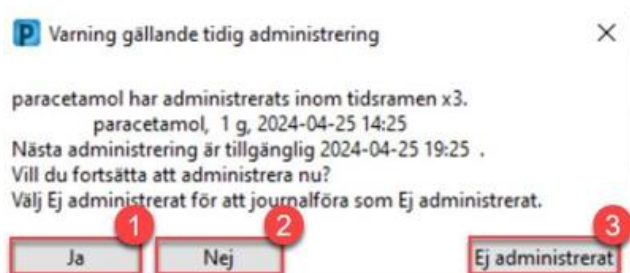 P Varning gällande tidig administrering
paracetamol har administrerats inom tidsramen x3.
paracetamol, 1 g, 2024-04-25 14:25
Nästa administrering är tillgänglig 2024-04-25 19:25 .
Vill du fortsätta att administrera nu?
Välj Ej administrerat för att journalföra som Ej administrerat.
1 2 3
Ja Nej Ej administrerat